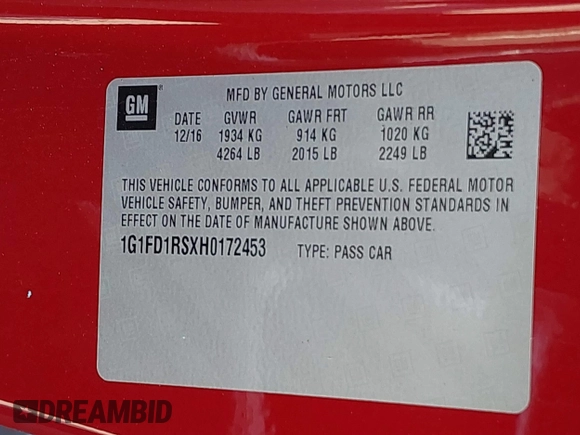 GM
MFD BY GENERAL MOTORS LLC
DATE GVWR GAWR FRT GAWR RR
12/16 1934 KG 914 KG 1020 KG
4264 LB 2015 LB 2249 LB
THIS VEHICLE CONFORMS TO ALL APPLICABLE U.S. FEDERAL MOTOR
VEHICLE SAFETY, BUMPER, AND THEFT PREVENTION STANDARDS IN
EFFECT ON THE DATE OF MANUFACTURE SHOWN ABOVE.
1G1FD1RSXH0172453 TYPE: PASS CAR
DREAMBID